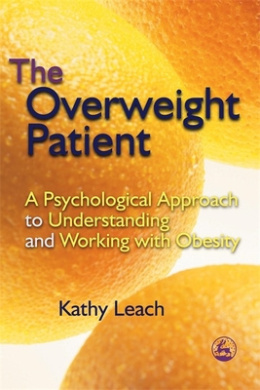 The
Overweight
Patient
A Psychological Approach
to Understanding
and Working with Obesity
Kathy Leach